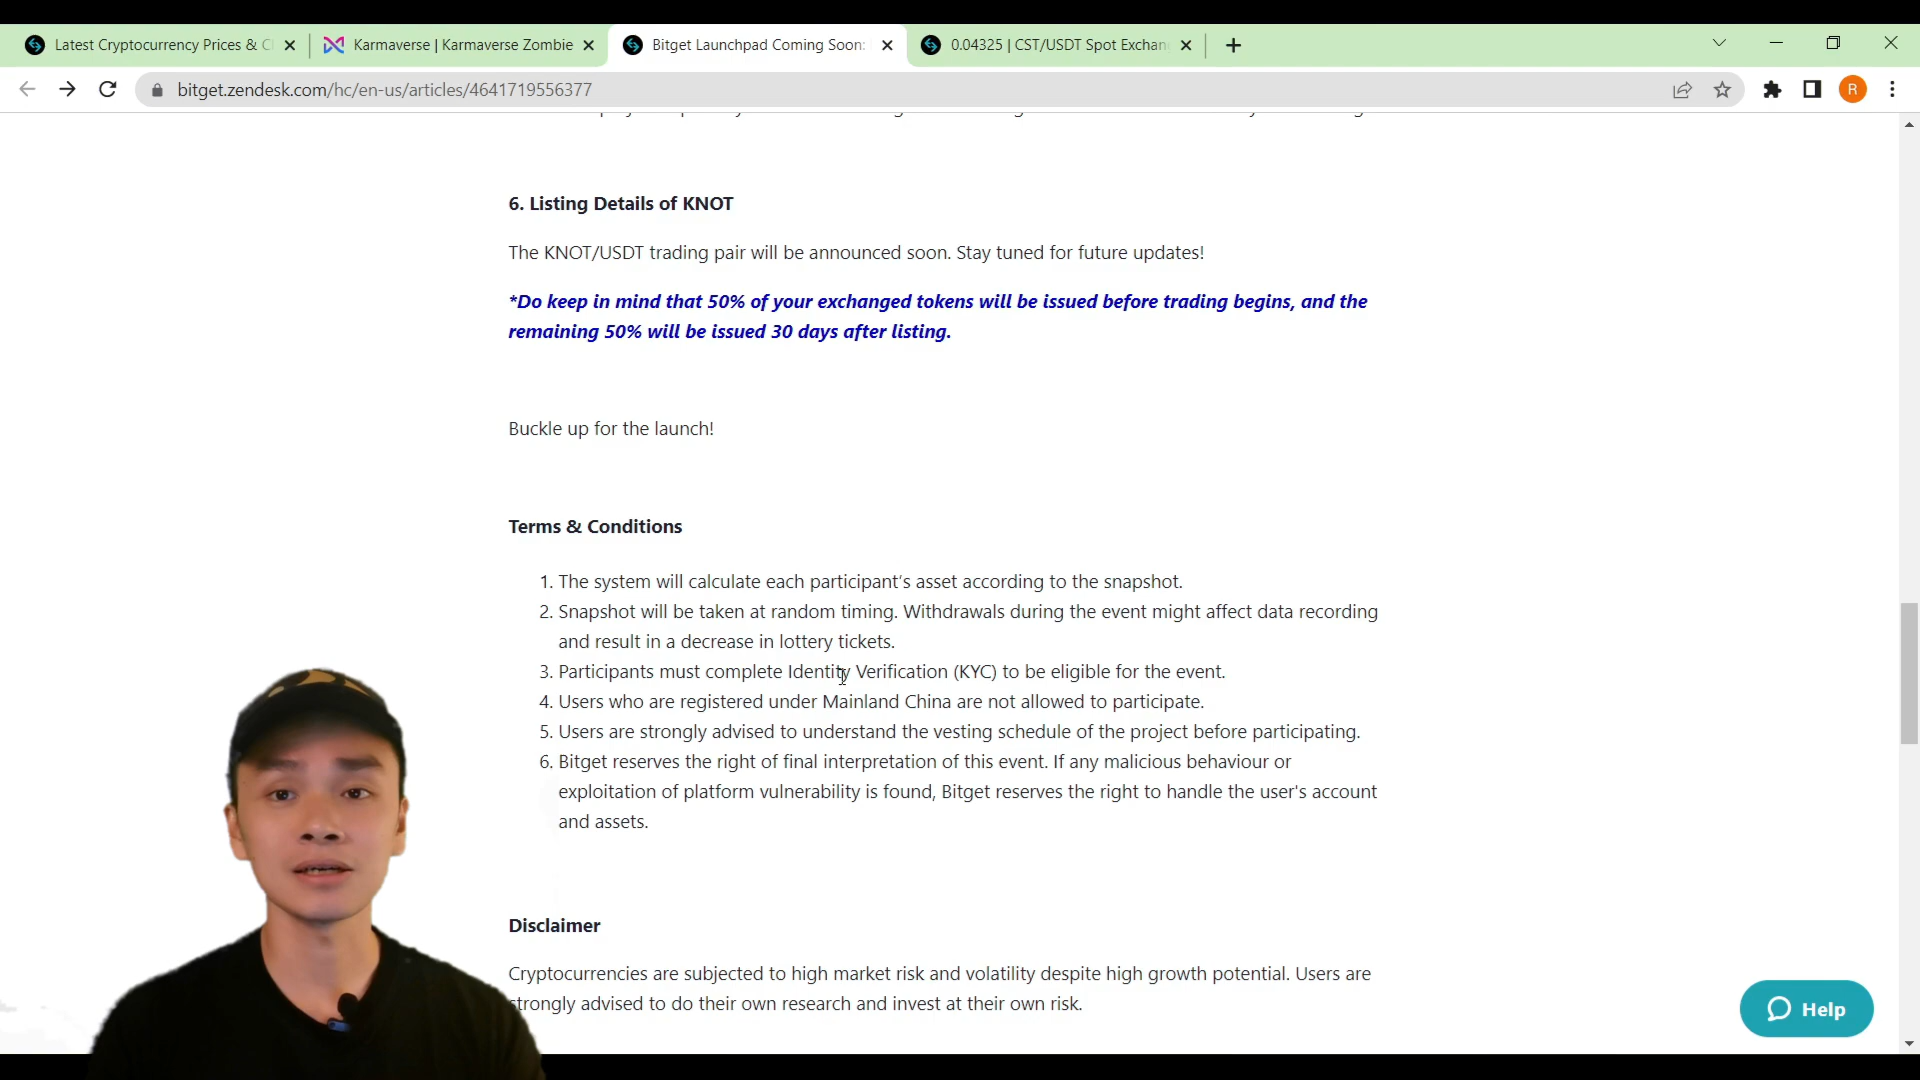 Latest Cryptocurrency Prices & C
Karmaverse | Karmaverse Zombie
Bitget Launchpad Coming Soon:
0.04325 | CST/USDT Spot Exchan
bitget.zendesk.com/hc/en-us/articles/4641719556377
R
6. Listing Details of KNOT
The KNOT/USDT trading pair will be announced soon. Stay tuned for future updates!
*Do keep in mind that 50% of your exchanged tokens will be issued before trading begins, and the
remaining 50% will be issued 30 days after listing.
Buckle up for the launch!
Terms & Conditions
1. The system will calculate each participant's asset according to the snapshot.
2. Snapshot will be taken at random timing. Withdrawals during the event might affect data recording
and result in a decrease in lottery tickets.
3. Participants must complete Identity Verification (KYC) to be eligible for the event.
4. Users who are registered under Mainland China are not allowed to participate.
5. Users are strongly advised to understand the vesting schedule of the project before participating.
6. Bitget reserves the right of final interpretation of this event. If any malicious behaviour or
exploitation of platform vulnerability is found, Bitget reserves the right to handle the user's account
and assets.
Disclaimer
Cryptocurrencies are subjected to high market risk and volatility despite high growth potential. Users are
strongly advised to do their own research and invest at their own risk.
Help